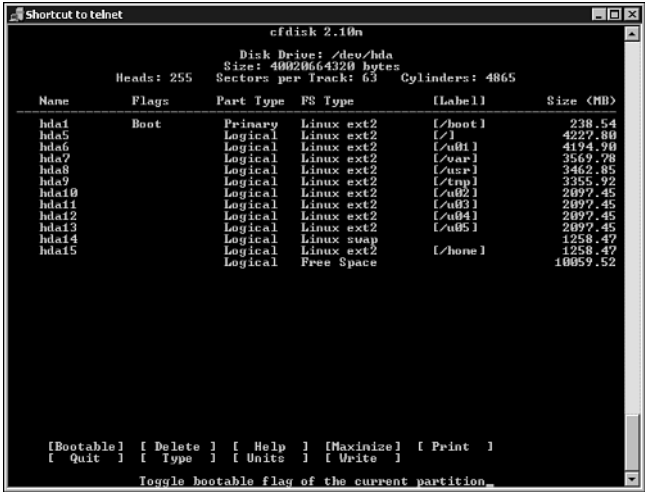 Shortcut to telnet
cfdisk 2.10m
Disk Drive: /dev/hda
Size: 40020664320 bytes
Heads: 255 Sectors per Track: 63 Cylinders: 4865
Name Flags Part Type FS Type [Label] Size (MB)
hda1 Boot Primary Linux ext2 [/boot] 238.54
hda5 Logical Linux ext2 [/] 4227.80
hda6 Logical Linux ext2 [/u01] 4194.90
hda7 Logical Linux ext2 [/var] 3569.78
hda8 Logical Linux ext2 [/usr] 3462.85
hda9 Logical Linux ext2 [/tmp] 3355.92
hda10 Logical Linux ext2 [/u02] 2097.45
hda11 Logical Linux ext2 [/u03] 2097.45
hda12 Logical Linux ext2 [/u04] 2097.45
hda13 Logical Linux ext2 [/u05] 2097.45
hda14 Logical Linux swap 1258.47
hda15 Logical Linux ext2 [/home] 1258.47
Logical Free Space 10059.52
[Bootable] [ Delete ] [ Help ] [Maximize] [ Print ]
[ Quit ] [ Type ] [ Units ] [ Write ]
Toggle bootable flag of the current partition_